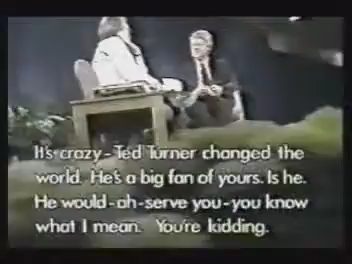 It's crazy - Ted Turner changed the
world. He's a big fan of yours. Is he.
He would - ah - serve you - you know
what I mean. You're kidding.